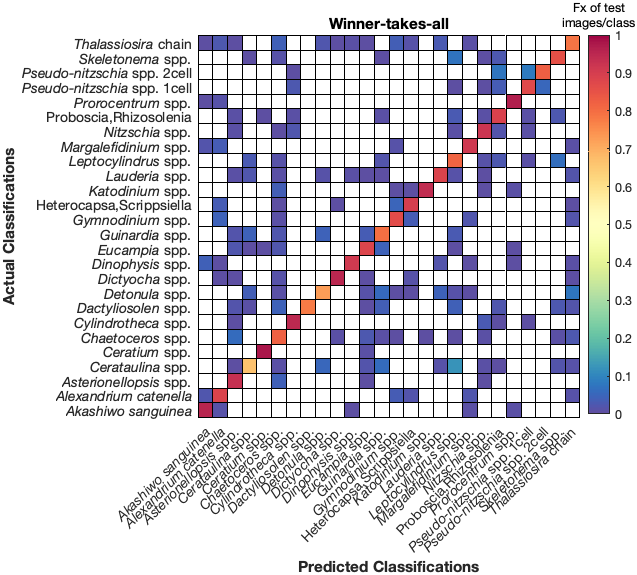 Winner-takes-all
Fx of test
images/class
Actual Classifications
Thalassiosira chain
Skeletonema spp.
Pseudo-nitzschia spp. 2cell
Pseudo-nitzschia spp. 1cell
Prorocentrum spp.
Proboscia,Rhizosolenia
Nitzschia spp.
Margalefidinium spp.
Leptocylindrus spp.
Lauderia spp.
Katodinium spp.
Heterocapsa,Scrippsiella
Gymnodinium spp.
Guinardia spp.
Eucampia spp.
Dinophysis spp.
Dictyocha spp.
Detonula spp.
Dactyliosolen spp.
Cylindrotheca spp.
Chaetoceros spp.
Ceratium spp.
Cerataulina spp.
Asterionellopsis spp.
Alexandrium catenella
Akashiwo sanguinea
1
0.9
0.8
0.7
0.6
0.5
0.4
0.3
0.2
0.1
0
Akashiwo sanguinea
Alexandrium catenella
Asterionellopsis spp.
Cerataulina spp.
Ceratium spp.
Chaetoceros spp.
Cylindrotheca spp.
Dactyliosolen spp.
Detonula spp.
Dictyocha spp.
Dinophysis spp.
Eucampia spp.
Guinardia spp.
Gymnodinium spp.
Heterocapsa,Scrippsiella
Katodinium spp.
Lauderia spp.
Leptocylindrus spp.
Margalefidinium spp.
Nitzschia spp.
Proboscia,Rhizosolenia
Prorocentrum spp.
Pseudo-nitzschia spp. 1cell
Pseudo-nitzschia spp. 2cell
Skeletonema spp.
Thalassiosira chain
Predicted Classifications